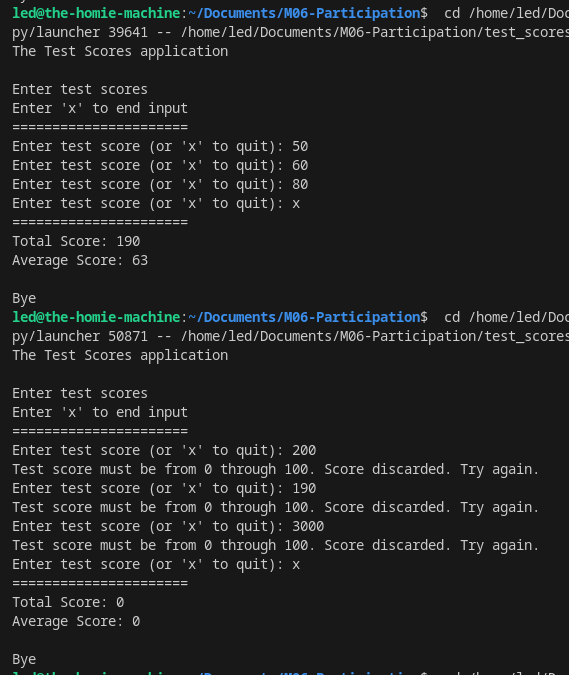 led@the-homie-machine:~/Documents/M06-Participation$ cd /home/led/Doc
py/launcher 39641 -- /home/led/Documents/M06-Participation/test_scores
The Test Scores application
Enter test scores
Enter 'x' to end input
======================
Enter test score (or 'x' to quit): 50
Enter test score (or 'x' to quit): 60
Enter test score (or 'x' to quit): 80
Enter test score (or 'x' to quit): x
======================
Total Score: 190
Average Score: 63
Bye
led@the-homie-machine:~/Documents/M06-Participation$ cd /home/led/Doc
py/launcher 50871 -- /home/led/Documents/M06-Participation/test_scores
The Test Scores application
Enter test scores
Enter 'x' to end input
======================
Enter test score (or 'x' to quit): 200
Test score must be from 0 through 100. Score discarded. Try again.
Enter test score (or 'x' to quit): 190
Test score must be from 0 through 100. Score discarded. Try again.
Enter test score (or 'x' to quit): 3000
Test score must be from 0 through 100. Score discarded. Try again.
Enter test score (or 'x' to quit): x
======================
Total Score: 0
Average Score: 0
Bye